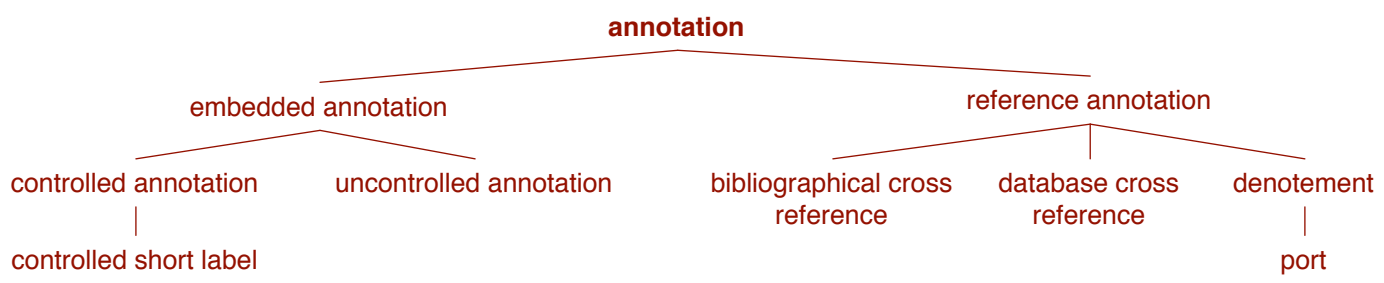 annotation
embedded annotation
reference annotation
controlled annotation
uncontrolled annotation
bibliographical cross
reference
database cross
reference
denotement
controlled short label
port